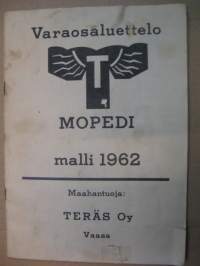 Varaosaluettelo
T
MOPEDI
malli 1962
Maahantuoja:
TERÄS Oy
Vaasa